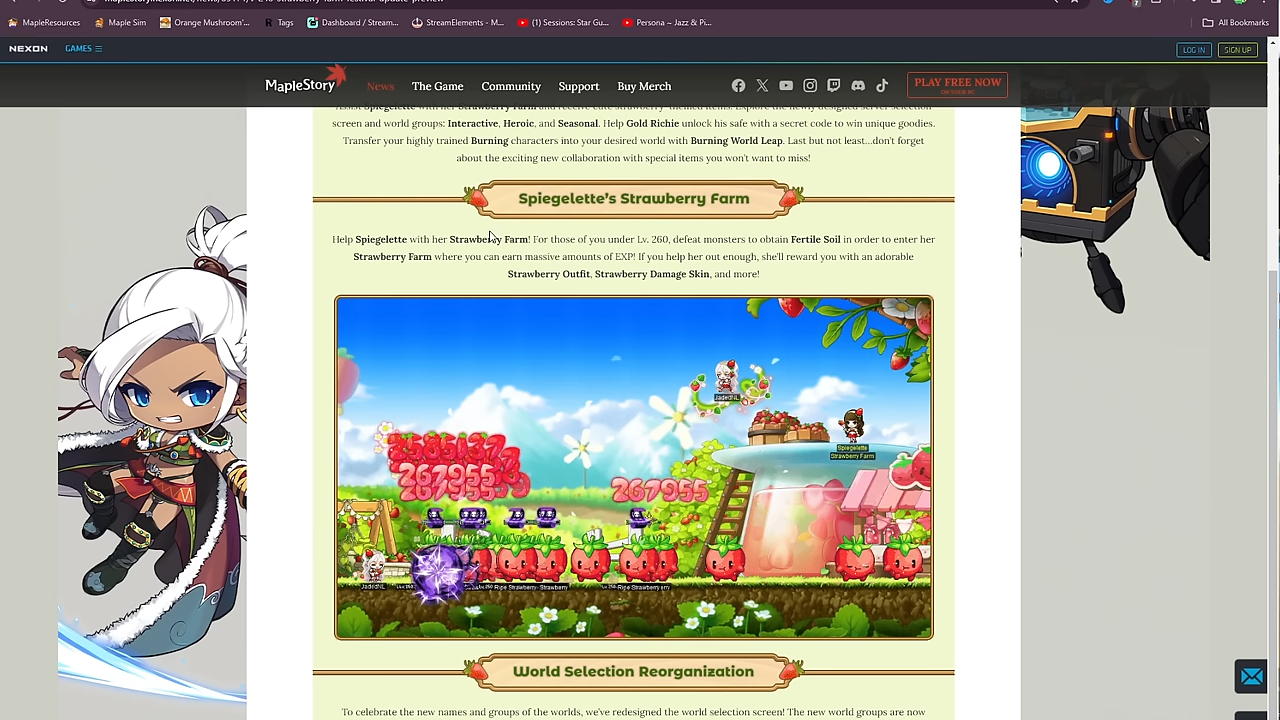 MapleResources
Maple Sim
Orange Mushroom'...
Tags
Dashboard / Stream...
StreamElements - M...
(1) Sessions: Star Gu...
Persona ~ Jazz & Pi...
All Bookmarks
NEXON
GAMES
LOG IN
SIGN UP
MapleStory
News
The Game
Community
Support
Buy Merch
PLAY FREE NOW
ON YOUR PC
screen and world groups: Interactive, Heroic, and Seasonal. Help Gold Richie unlock his safe with a secret code to win unique goodies.
Transfer your highly trained Burning characters into your desired world with Burning World Leap. Last but not least...don't forget
about the exciting new collaboration with special items you won't want to miss!
Spiegelette's Strawberry Farm
Help Spiegelette with her Strawberry Farm! For those of you under Lv. 260, defeat monsters to obtain Fertile Soil in order to enter her
Strawberry Farm where you can earn massive amounts of EXP! If you help her out enough, she'll reward you with an adorable
Strawberry Outfit, Strawberry Damage Skin, and more!
JadedNL
Spiegelette
Strawberry Farm
267955
267955
JadedNL
Ripe Strawberry
Ripe Strawberry
World Selection Reorganization
To celebrate the new names and groups of the worlds, we've redesigned the world selection screen! The new world groups are now